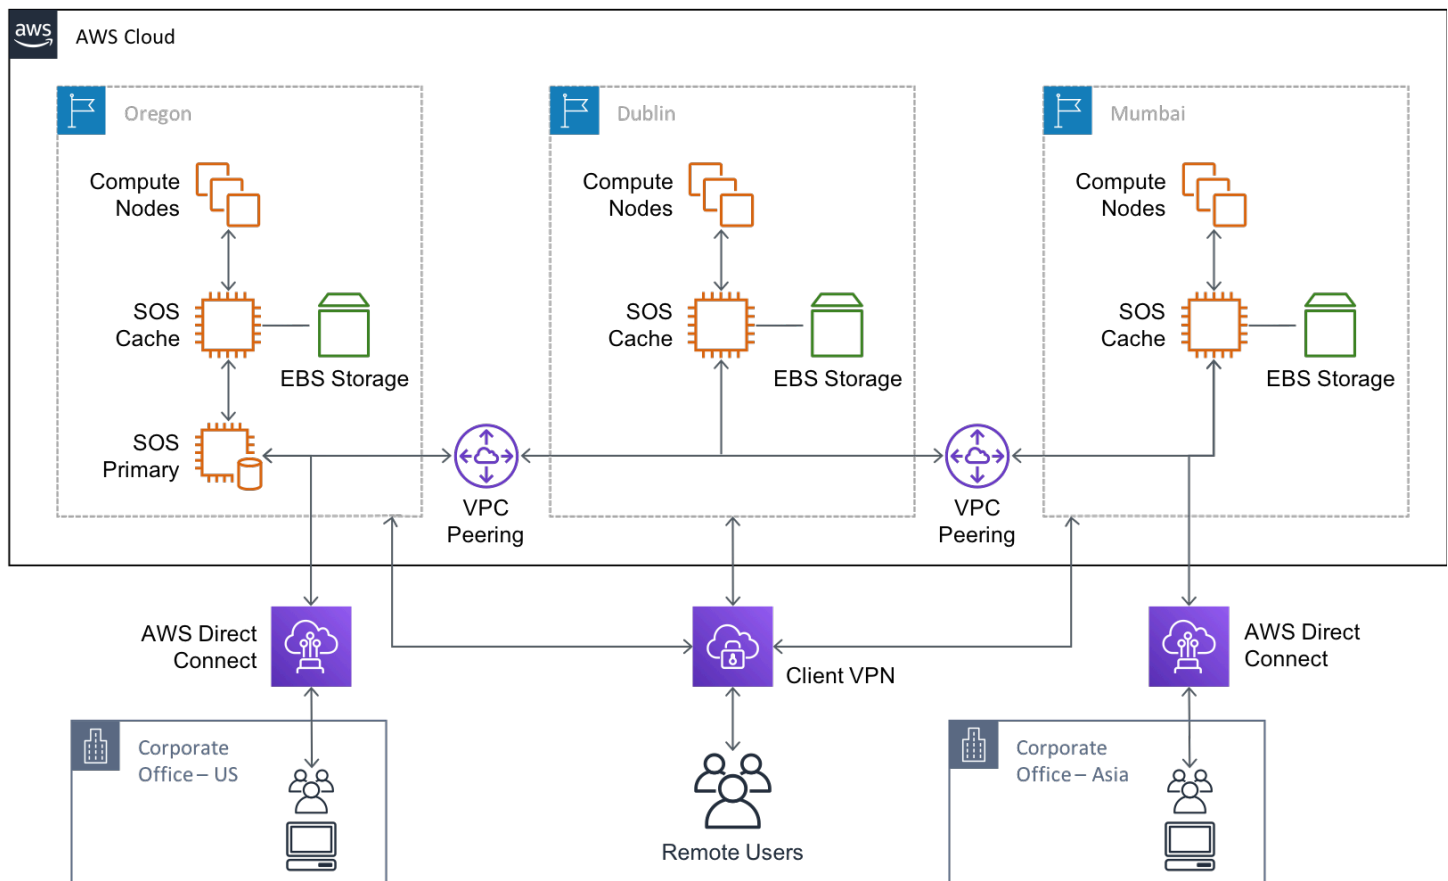 aws
AWS Cloud
Oregon
Dublin
Mumbai
Compute
Nodes
Compute
Nodes
Compute
Nodes
SOS
Cache
SOS
Cache
SOS
Cache
EBS Storage
EBS Storage
EBS Storage
SOS
Primary
VPC
Peering
VPC
Peering
AWS Direct
Connect
Client VPN
AWS Direct
Connect
Corporate
Office – US
Corporate
Office – Asia
Remote Users